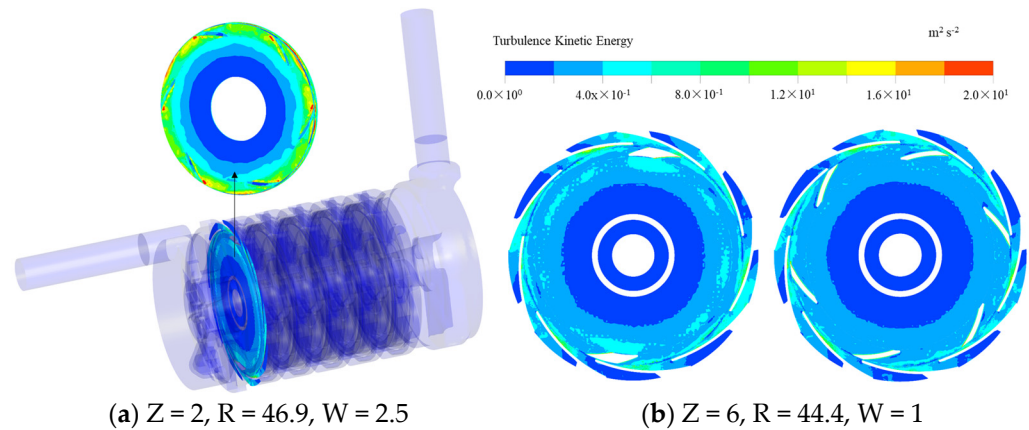 Turbulence Kinetic Energy
m² s⁻²
0.0×10⁰ 4.0x×10⁻¹ 8.0×10⁻¹ 1.2×10¹ 1.6×10¹ 2.0×10¹
(a) Z = 2, R = 46.9, W = 2.5
(b) Z = 6, R = 44.4, W = 1